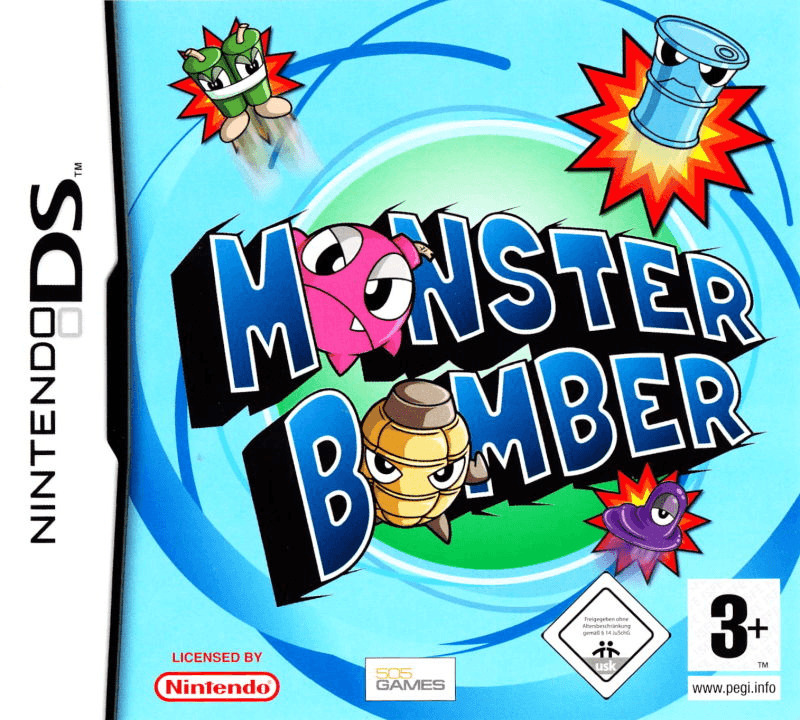 NINTENDO DS™
MONSTER
BOMBER
LICENSED BY
Nintendo®
505
GAMES
Freigegeben ohne
Altersbeschränkung
gemäß § 14 JuSchG
usk
3+
TM
www.pegi.info